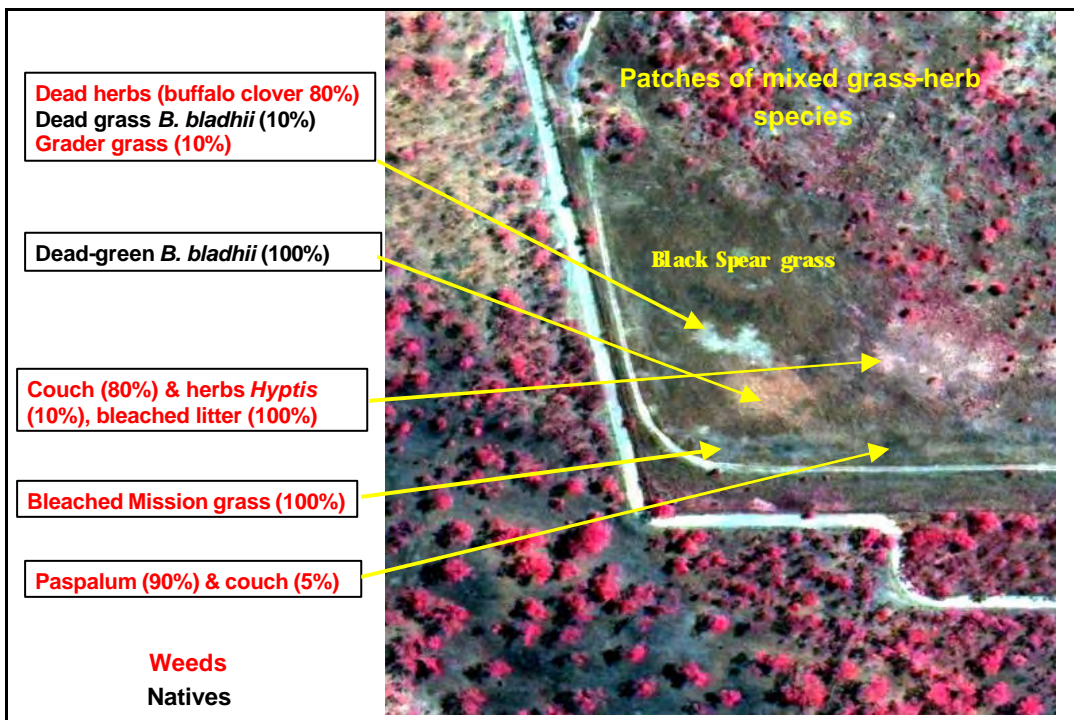 Dead herbs (buffalo clover 80%)
Dead grass B. bladhii (10%)
Grader grass (10%)
Patches of mixed grass-herb
species
Dead-green B. bladhii (100%)
Black Spear grass
Couch (80%) & herbs Hyptis
(10%), bleached litter (100%)
Bleached Mission grass (100%)
Paspalum (90%) & couch (5%)
Weeds
Natives